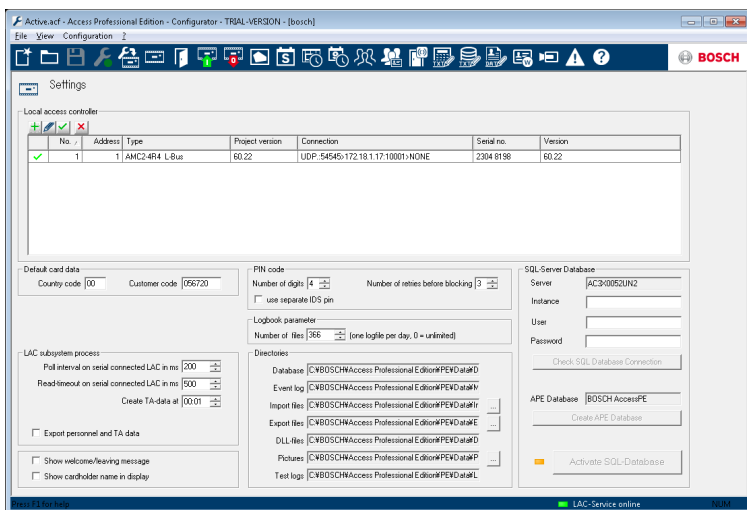 Active.acf - Access Professional Edition - Configurator - TRIAL-VERSION - [bosch]
File View Configuration ?
BOSCH
Settings
Local access controller
No. / Address Type Project version Connection Serial no. Version
1 1 AMC2-4R4 L-Bus 60.22 UDP::54545>172.18.1.17:10001>NONE 2304 8198 60.22
Default card data
Country code 00 Customer code 056720
PIN code
Number of digits 4 Number of retries before blocking 3
use separate IDS pin
Logbook parameter
Number of files 366 (one logfile per day, 0 = unlimited)
LAC subsystem process
Poll interval on serial connected LAC in ms 200
Read-timeout on serial connected LAC in ms 500
Create TA-data at 00:01
Export personnel and TA data
Show welcome/leaving message
Show cardholder name in display
Directories
Database C:¥BOSCH¥Access Professional Edition¥PE¥Data¥D
Event log C:¥BOSCH¥Access Professional Edition¥PE¥Data¥M
Import files C:¥BOSCH¥Access Professional Edition¥PE¥Data¥Ir
...
Export files C:¥BOSCH¥Access Professional Edition¥PE¥Data¥E
...
DLL-files C:¥BOSCH¥Access Professional Edition¥PE¥Data¥D
Pictures C:¥BOSCH¥Access Professional Edition¥PE¥Data¥P
...
Test logs C:¥BOSCH¥Access Professional Edition¥PE¥Data¥L
SQL-Server Database
Server AC3X0052UN2
Instance
User
Password
Check SQL Database Connection
APE Database BOSCH AccessPE
Create APE Database
Activate SQL-Database
Press F1 for help LAC-Service online NUM